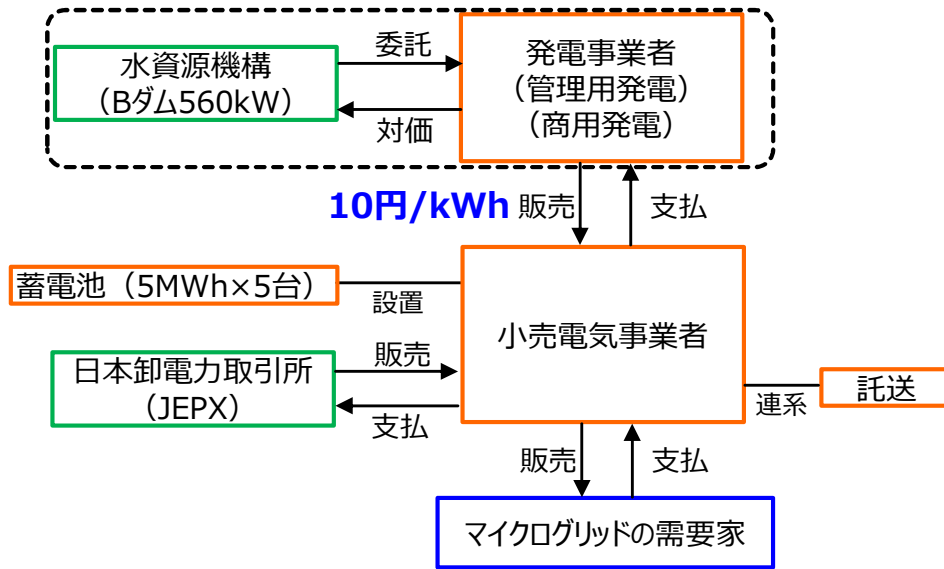 水資源機構
（Bダム560kW）
委託
対価
発電事業者
（管理用発電）
（商用発電）
10円/kWh
販売
支払
蓄電池（5MWh×5台）
設置
小売電気事業者
日本卸電力取引所
（JEPX）
販売
支払
連系
託送
販売
支払
マイクログリッドの需要家